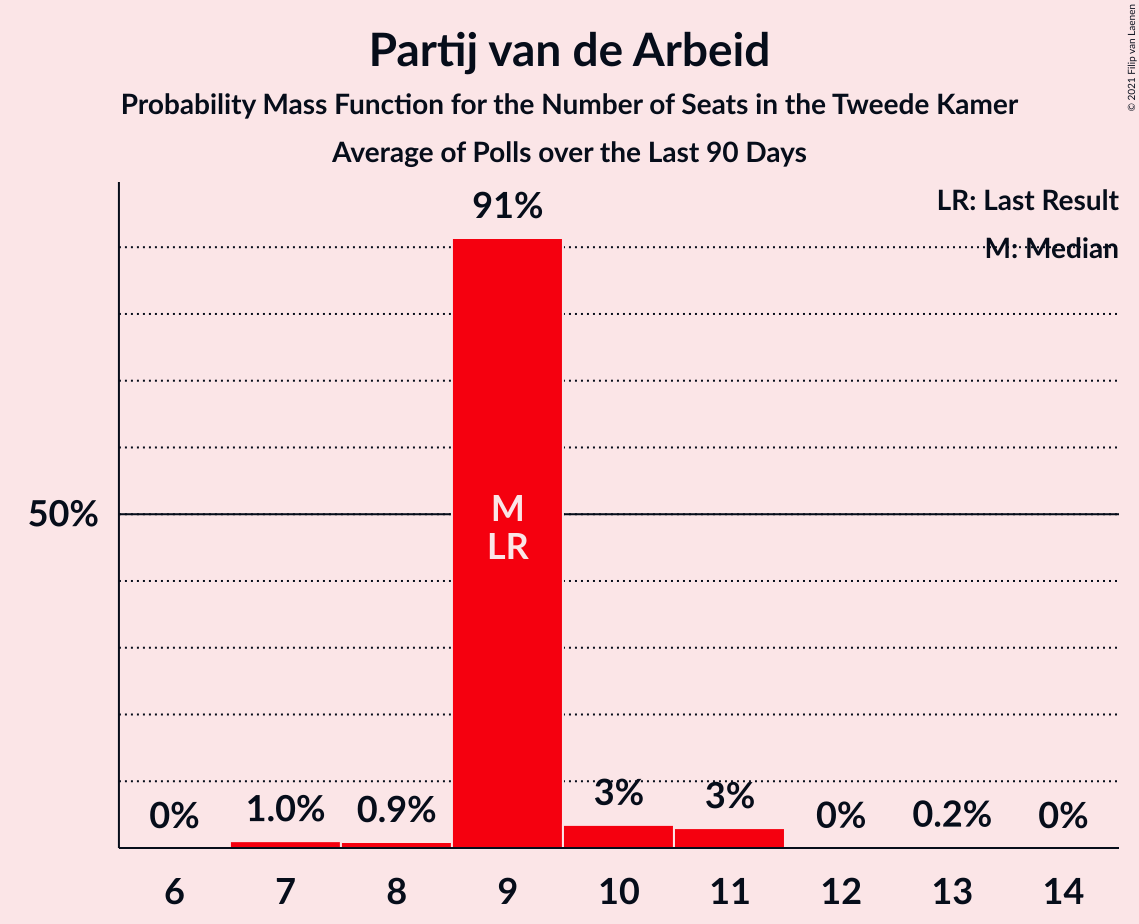 Partij van de Arbeid
Probability Mass Function for the Number of Seats in the Tweede Kamer
Average of Polls over the Last 90 Days
© 2021 Filip van Laenen
LR: Last Result
M: Median
91%
50%
M
LR
0%
1.0%
0.9%
3%
3%
0%
0.2%
0%
6
7
8
9
10
11
12
13
14